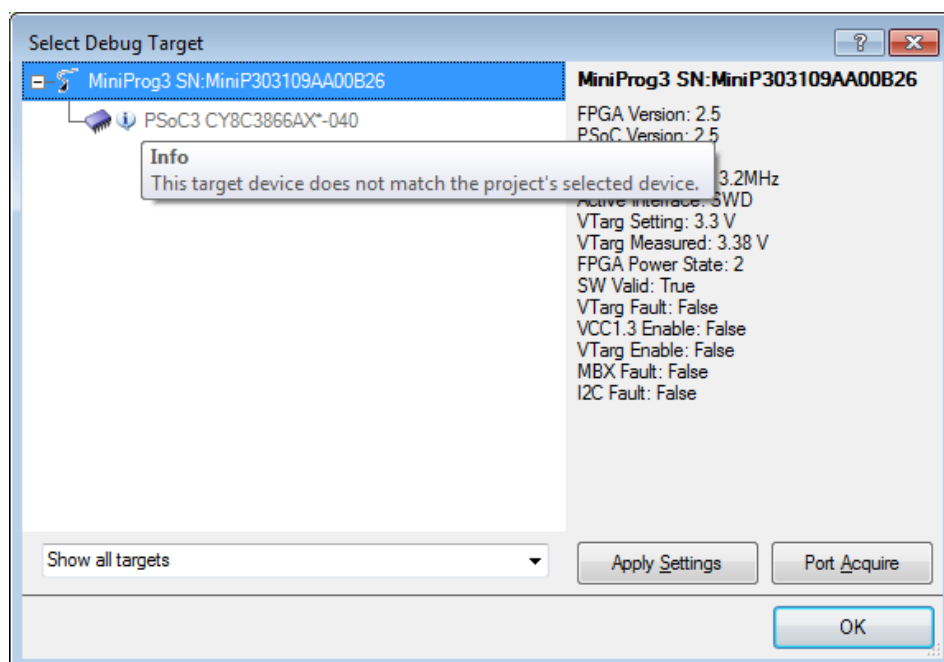 Select Debug Target
MiniProg3 SN:MiniP303109AA00B26
PSoC3 CY8C3866AX*-040
Info
This target device does not match the project's selected device.
MiniProg3 SN:MiniP303109AA00B26
FPGA Version: 2.5
PSoC Version: 2.5
3.2MHz
Active Interface: SWD
VTarg Setting: 3.3 V
VTarg Measured: 3.38 V
FPGA Power State: 2
SW Valid: True
VTarg Fault: False
VCC1.3 Enable: False
VTarg Enable: False
MBX Fault: False
I2C Fault: False
Show all targets
Apply Settings
Port Acquire
OK